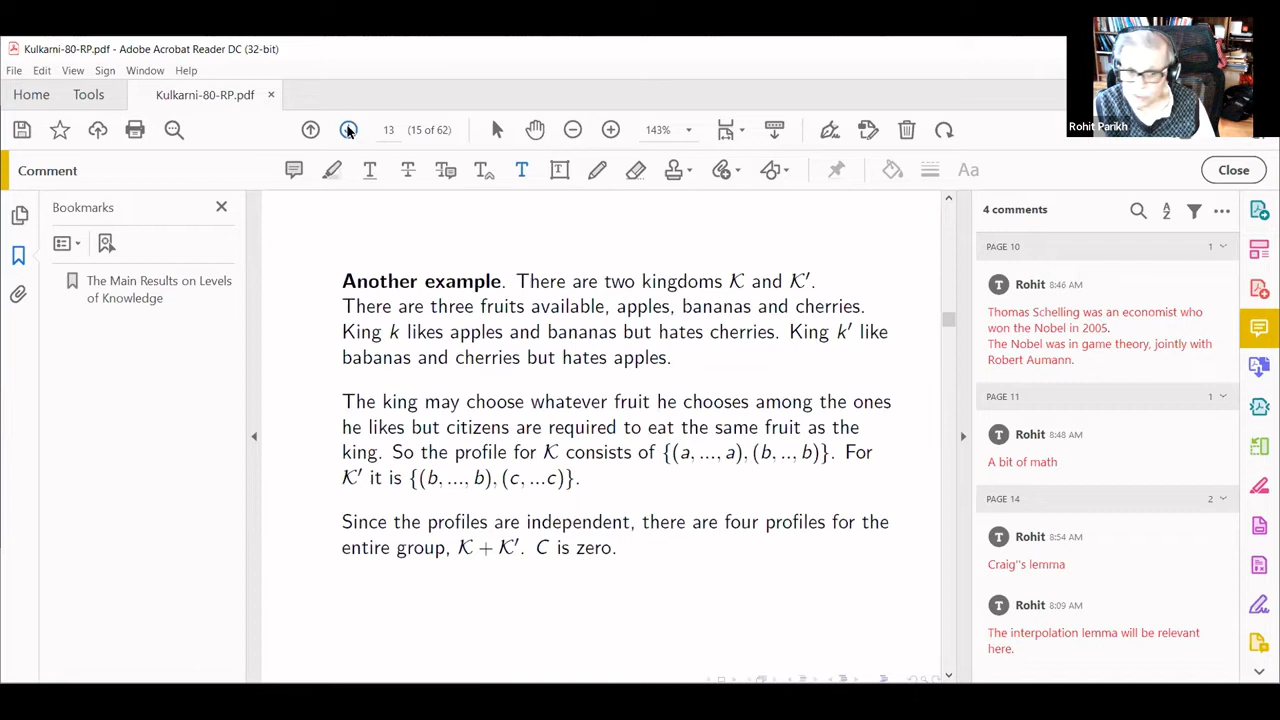 Kulkarni-80-RP.pdf - Adobe Acrobat Reader DC (32-bit)
File Edit View Sign Window Help
Home Tools Kulkarni-80-RP.pdf ×
13 (15 of 62) 143%
Rohit Parikh
Comment
Aa
Close
Bookmarks
The Main Results on Levels
of Knowledge
Another example. There are two kingdoms K and K′.
There are three fruits available, apples, bananas and cherries.
King k likes apples and bananas but hates cherries. King k′ like
babanas and cherries but hates apples.
The king may choose whatever fruit he chooses among the ones
he likes but citizens are required to eat the same fruit as the
king. So the profile for K consists of {(a, ..., a), (b, .., b)}. For
K′ it is {(b, ..., b), (c, ...c)}.
Since the profiles are independent, there are four profiles for the
entire group, K + K′. C is zero.
4 comments
PAGE 10 1
Rohit 8:46 AM
Thomas Schelling was an economist who
won the Nobel in 2005.
The Nobel was in game theory, jointly with
Robert Aumann.
PAGE 11 1
Rohit 8:48 AM
A bit of math
PAGE 14 2
Rohit 8:54 AM
Craig''s lemma
Rohit 8:09 AM
The interpolation lemma will be relevant
here.